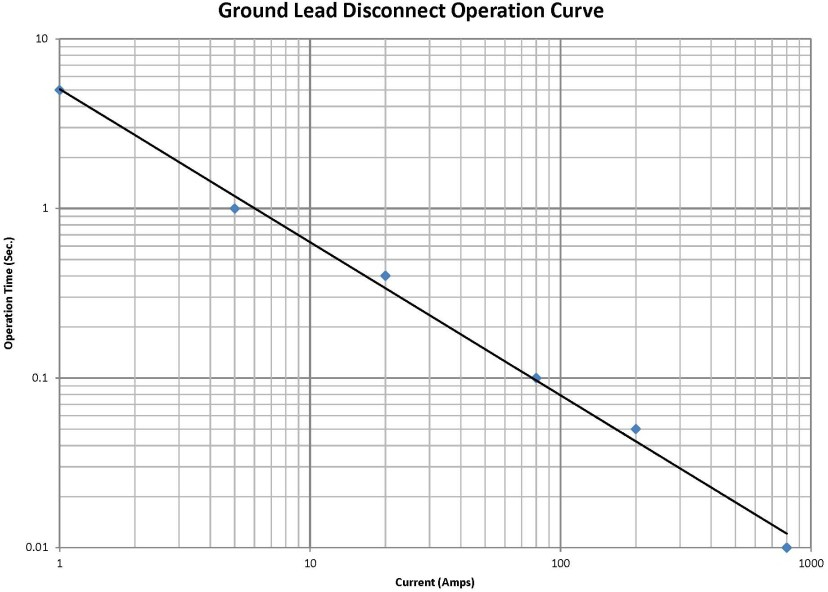 Ground Lead Disconnect Operation Curve
10
1
0.1
0.01
Operation Time (Sec.)
1 10 100 1000
Current (Amps)